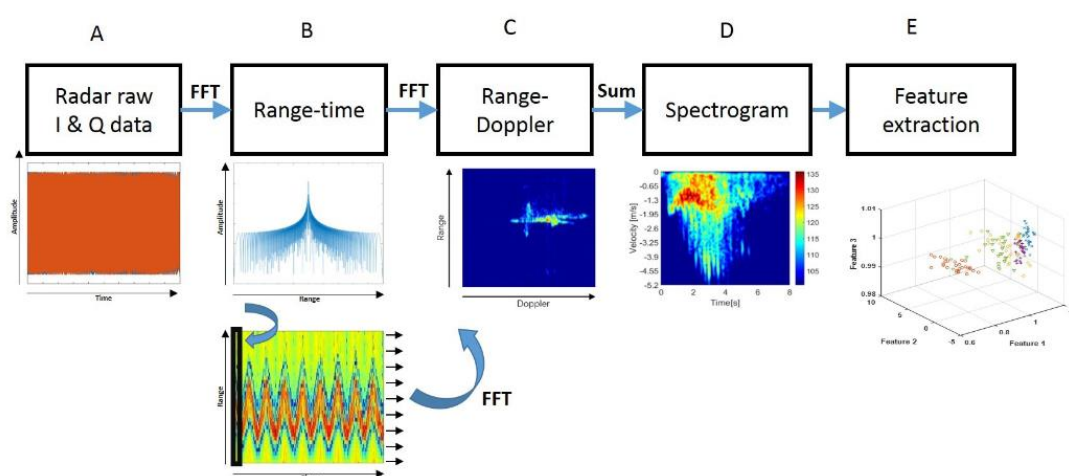 A
B
C
D
E
Radar raw
I & Q data
FFT
Range-time
FFT
Range-
Doppler
Sum
Spectrogram
Feature
extraction
Amplitude
Time
Amplitude
Range
Range
Doppler
Velocity [m/s]
0
-0.65
-1.3
-1.95
-2.6
-3.25
-3.9
-4.55
-5.2
0
2
4
6
8
Time[s]
135
130
125
120
115
110
105
Feature 3
1.01
1
0.99
0.98
10
5
0
-5
Feature 2
0.6
0.8
1
Feature 1
Range
FFT